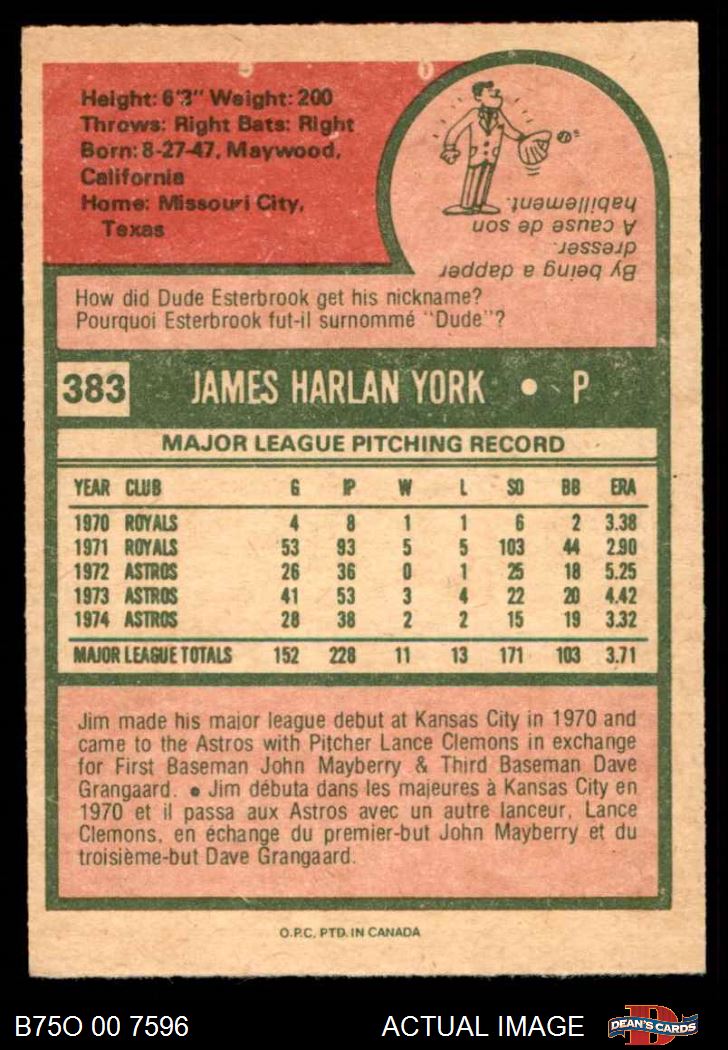 Height: 6'3" Weight: 200
Throws: Right Bats: Right
Born: 8-27-47, Maywood,
California
Home: Missouri City,
Texas
By being a dapper
dresser.
A cause de son
habillement.
How did Dude Esterbrook get his nickname?
Pourquoi Esterbrook fut-il surnommé "Dude"?
383 JAMES HARLAN YORK • P
MAJOR LEAGUE PITCHING RECORD
YEAR CLUB G IP W L SO BB ERA
1970 ROYALS 4 8 1 1 6 2 3.38
1971 ROYALS 53 93 5 5 103 44 2.90
1972 ASTROS 26 36 0 1 25 18 5.25
1973 ASTROS 41 53 3 4 22 20 4.42
1974 ASTROS 28 38 2 2 15 19 3.32
MAJOR LEAGUE TOTALS 152 228 11 13 171 103 3.71
Jim made his major league debut at Kansas City in 1970 and
came to the Astros with Pitcher Lance Clemons in exchange
for First Baseman John Mayberry & Third Baseman Dave
Grangaard. • Jim débuta dans les majeures à Kansas City en
1970 et il passa aux Astros avec un autre lanceur, Lance
Clemons, en échange du premier-but John Mayberry et du
troisième-but Dave Grangaard.
O.P.C. PTD. IN CANADA
B75O 00 7596 ACTUAL IMAGE DEAN'S CARDS